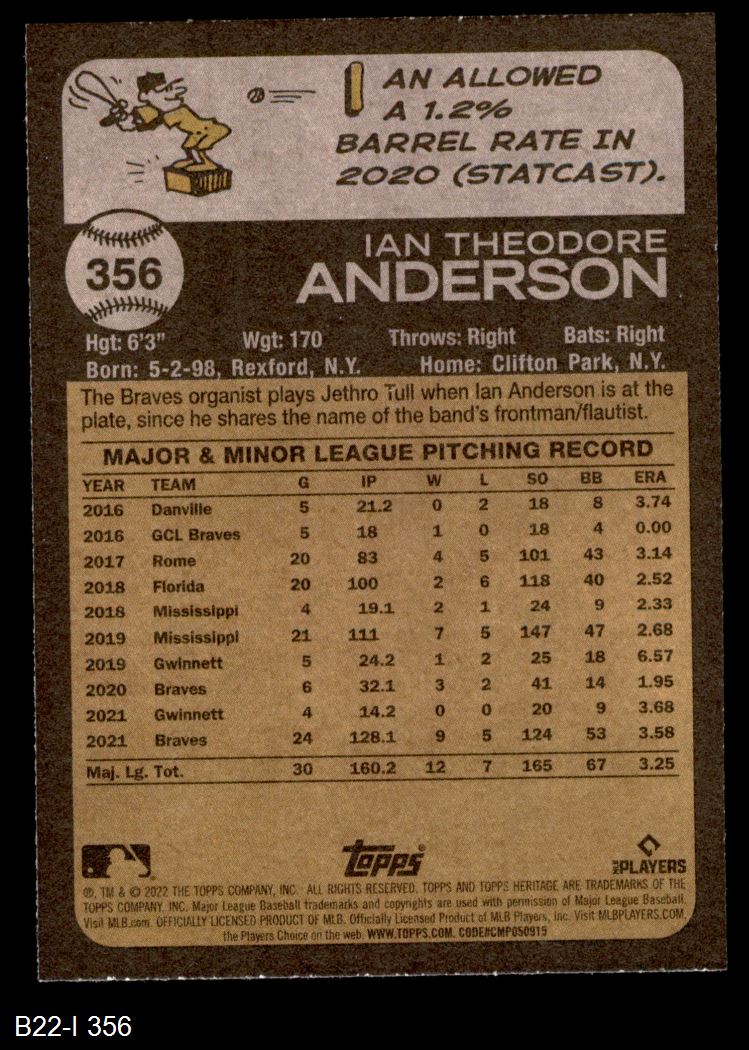 IAN ALLOWED
A 1.2%
BARREL RATE IN
2020 (STATCAST).
356
IAN THEODORE
ANDERSON
Hgt: 6'3" Wgt: 170 Throws: Right Bats: Right
Born: 5-2-98, Rexford, N.Y. Home: Clifton Park, N.Y.
The Braves organist plays Jethro Tull when Ian Anderson is at the
plate, since he shares the name of the band's frontman/flautist.
MAJOR & MINOR LEAGUE PITCHING RECORD
YEAR TEAM G IP W L SO BB ERA
2016 Danville 5 21.2 0 2 18 8 3.74
2016 GCL Braves 5 18 1 0 18 4 0.00
2017 Rome 20 83 4 5 101 43 3.14
2018 Florida 20 100 2 6 118 40 2.52
2018 Mississippi 4 19.1 2 1 24 9 2.33
2019 Mississippi 21 111 7 5 147 47 2.68
2019 Gwinnett 5 24.2 1 2 25 18 6.57
2020 Braves 6 32.1 3 2 41 14 1.95
2021 Gwinnett 4 14.2 0 0 20 9 3.68
2021 Braves 24 128.1 9 5 124 53 3.58
Maj. Lg. Tot. 30 160.2 12 7 165 67 3.25
Topps®
MLB PLAYERS
®, TM & © 2022 THE TOPPS COMPANY, INC. ALL RIGHTS RESERVED. TOPPS AND TOPPS HERITAGE ARE TRADEMARKS OF THE
TOPPS COMPANY, INC. Major League Baseball trademarks and copyrights are used with permission of Major League Baseball.
Visit MLB.com. OFFICIALLY LICENSED PRODUCT OF MLB. Officially Licensed Product of MLB Players, Inc. Visit MLBPLAYERS.COM,
the Players Choice on the web. WWW.TOPPS.COM. CODE#CMP050915
B22-I 356